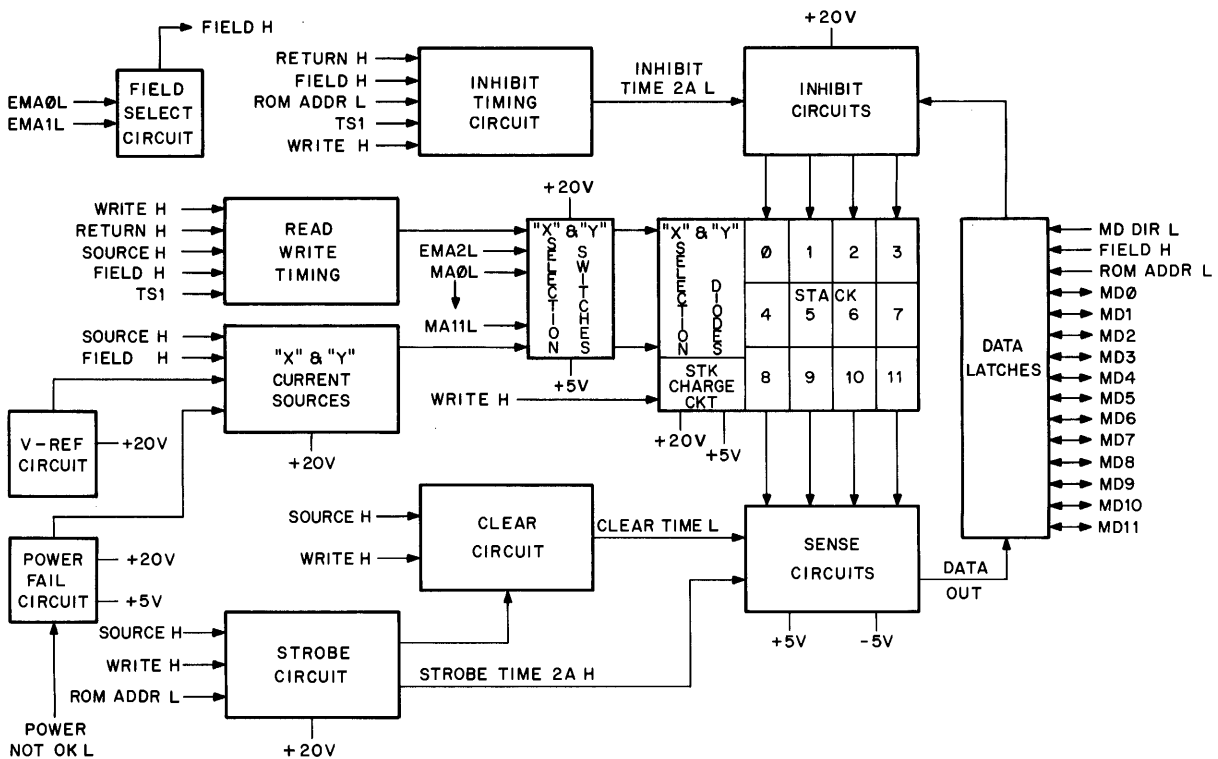 FIELD H
EMA0L
EMA1L
FIELD
SELECT
CIRCUIT
RETURN H
FIELD H
ROM ADDR L
TS1
WRITE H
INHIBIT
TIMING
CIRCUIT
INHIBIT
TIME 2A L
+20V
INHIBIT
CIRCUITS
WRITE H
RETURN H
SOURCE H
FIELD H
TS1
READ
WRITE
TIMING
SOURCE H
FIELD H
"X" & "Y"
CURRENT
SOURCES
+20V
V-REF
CIRCUIT
+20V
+20V
EMA2L
MA0L
MA11L
"X" & "Y"
SELECTION
SWITCHES
+5V
"X" & "Y"
SELECTION
DIODES
STK
CHARGE
CKT
WRITE H
+20V
+5V
0 1 2 3
STACK
4 5 6 7
8 9 10 11
DATA
LATCHES
MD DIR L
FIELD H
ROM ADDR L
MD0
MD1
MD2
MD3
MD4
MD5
MD6
MD7
MD8
MD9
MD10
MD11
POWER
FAIL
CIRCUIT
+20V
+5V
POWER
NOT OK L
SOURCE H
WRITE H
CLEAR
CIRCUIT
CLEAR TIME L
SENSE
CIRCUITS
+5V
-5V
DATA
OUT
SOURCE H
WRITE H
ROM ADDR L
STROBE
CIRCUIT
STROBE TIME 2A H
+20V